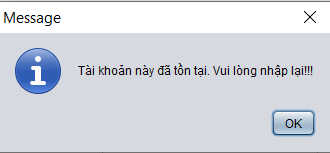 Message
Tài khoản này đã tồn tại. Vui lòng nhập lại!!!
OK